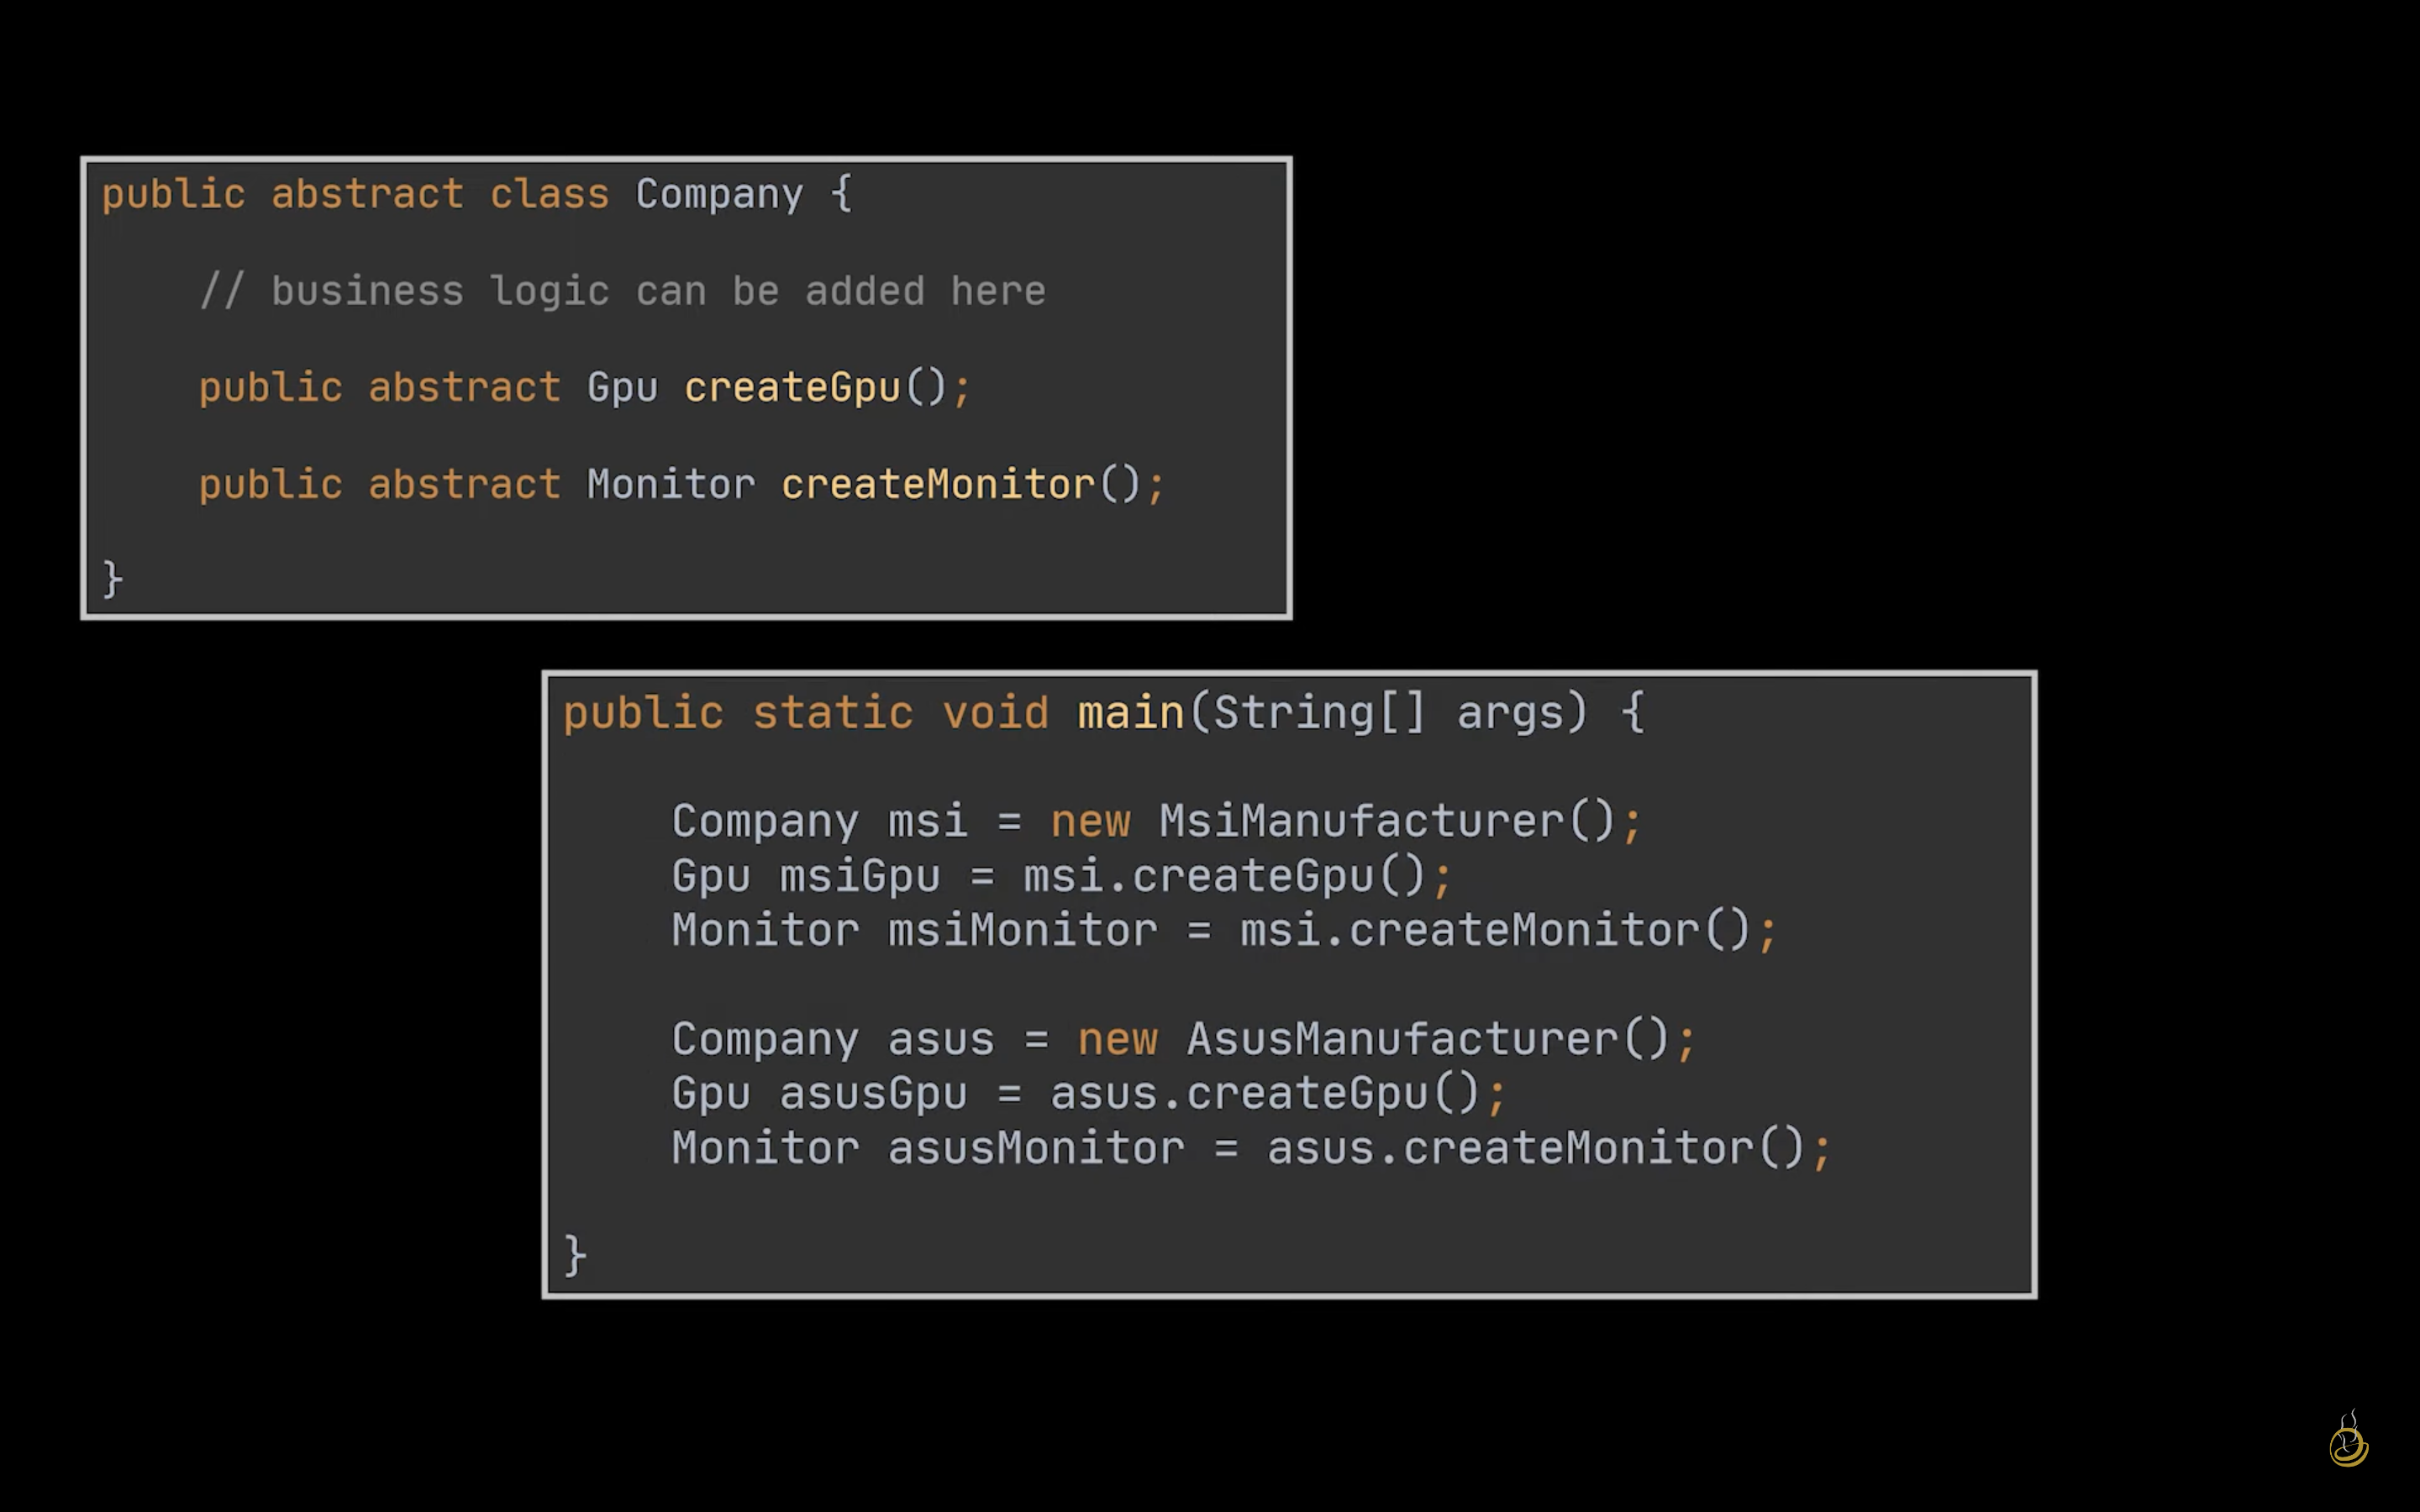 public abstract class Company {
// business logic can be added here
public abstract Gpu createGpu();
public abstract Monitor createMonitor();
}
public static void main(String[] args) {
Company msi = new MsiManufacturer();
Gpu msiGpu = msi.createGpu();
Monitor msiMonitor = msi.createMonitor();
Company asus = new AsusManufacturer();
Gpu asusGpu = asus.createGpu();
Monitor asusMonitor = asus.createMonitor();
}